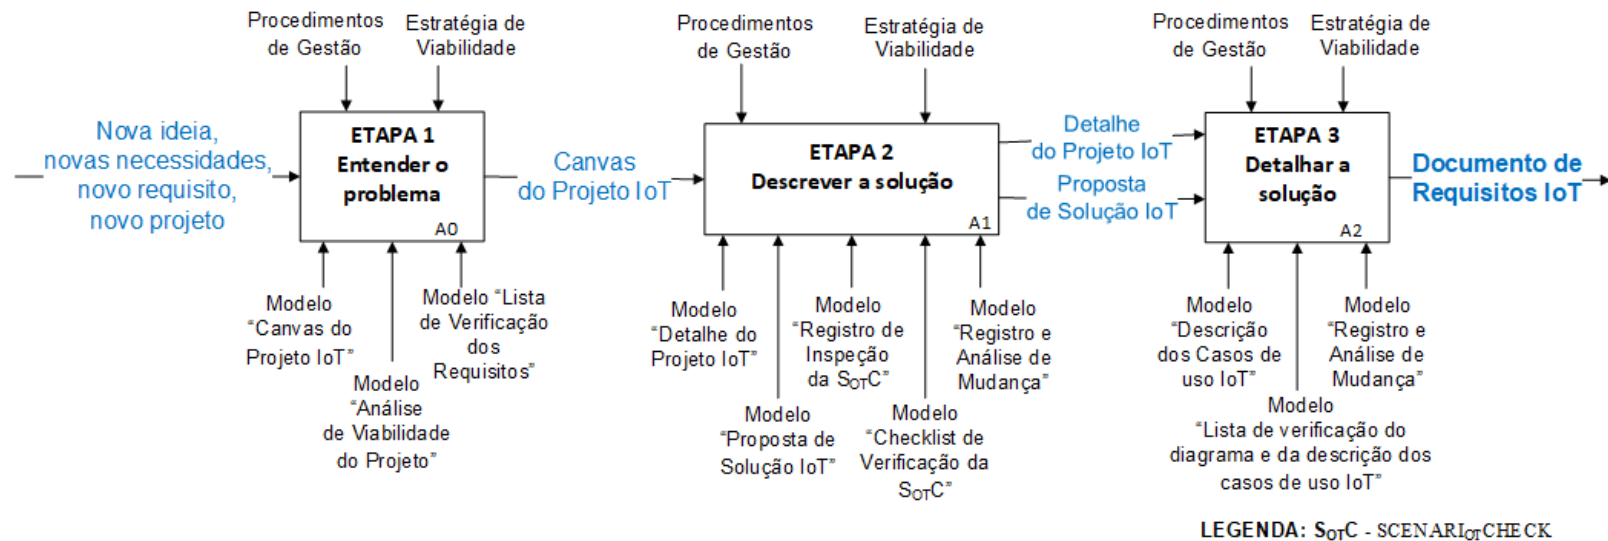 Procedimentos
de Gestão
Estratégia de
Viabilidade
Nova ideia,
novas necessidades,
novo requisito,
novo projeto
ETAPA 1
Entender o
problema
A0
Modelo
“Canvas do
Projeto IoT”
Modelo
“Análise
de Viabilidade
do Projeto”
Modelo “Lista
de Verificação
dos
Requisitos”
Canvas
do Projeto IoT
Procedimentos
de Gestão
Estratégia de
Viabilidade
ETAPA 2
Descrever a solução
A1
Modelo
“Detalhe do
Projeto IoT”
Modelo
“Proposta de
Solução IoT”
Modelo
“Registro de
Inspeção
da SOTC”
Modelo
“Checklist de
Verificação da
SOTC”
Modelo
“Registro e
Análise de
Mudança”
Detalhe
do Projeto IoT
Proposta
de Solução IoT
Procedimentos
de Gestão
Estratégia de
Viabilidade
ETAPA 3
Detalhar a
solução
A2
Modelo
“Descrição
dos Casos de
uso IoT”
Modelo
“Lista de verificação do
diagrama e da descrição dos
casos de uso IoT”
Modelo
“Registro e
Análise de
Mudança”
Documento de
Requisitos IoT
LEGENDA: SOTC - SCENARIOTCHECK